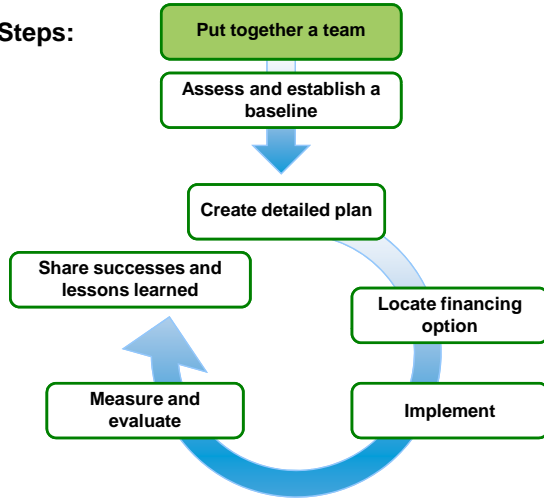 Steps:
Put together a team
Assess and establish a
baseline
Create detailed plan
Locate financing
option
Implement
Measure and
evaluate
Share successes and
lessons learned